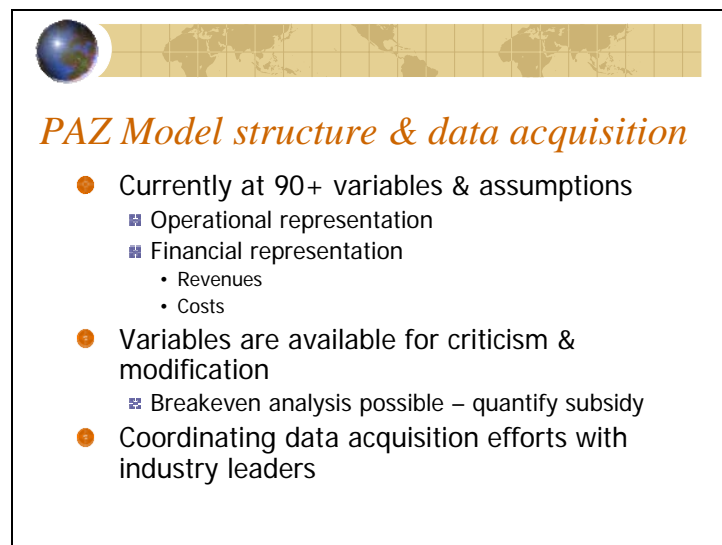 PAZ Model structure & data acquisition
Currently at 90+ variables & assumptions
Operational representation
Financial representation
• Revenues
• Costs
Variables are available for criticism &
modification
Breakeven analysis possible – quantify subsidy
Coordinating data acquisition efforts with
industry leaders